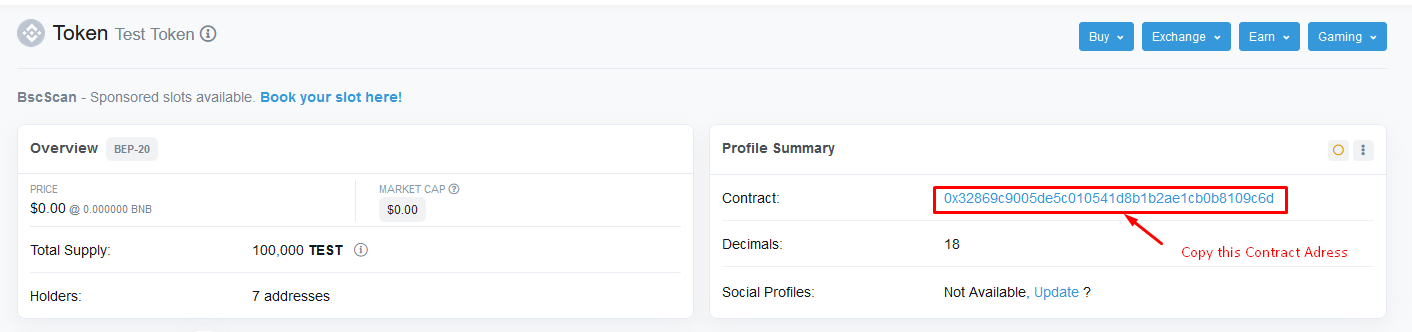 Token Test Token
Buy Exchange Earn Gaming
BscScan - Sponsored slots available. Book your slot here!
Overview BEP-20
PRICE
$0.00 @ 0.000000 BNB
MARKET CAP
$0.00
Total Supply: 100,000 TEST
Holders: 7 addresses
Profile Summary
Contract: 0x32869c9005de5c010541d8b1b2ae1cb0b8109c6d
Decimals: 18
Copy this Contract Adress
Social Profiles: Not Available, Update ?